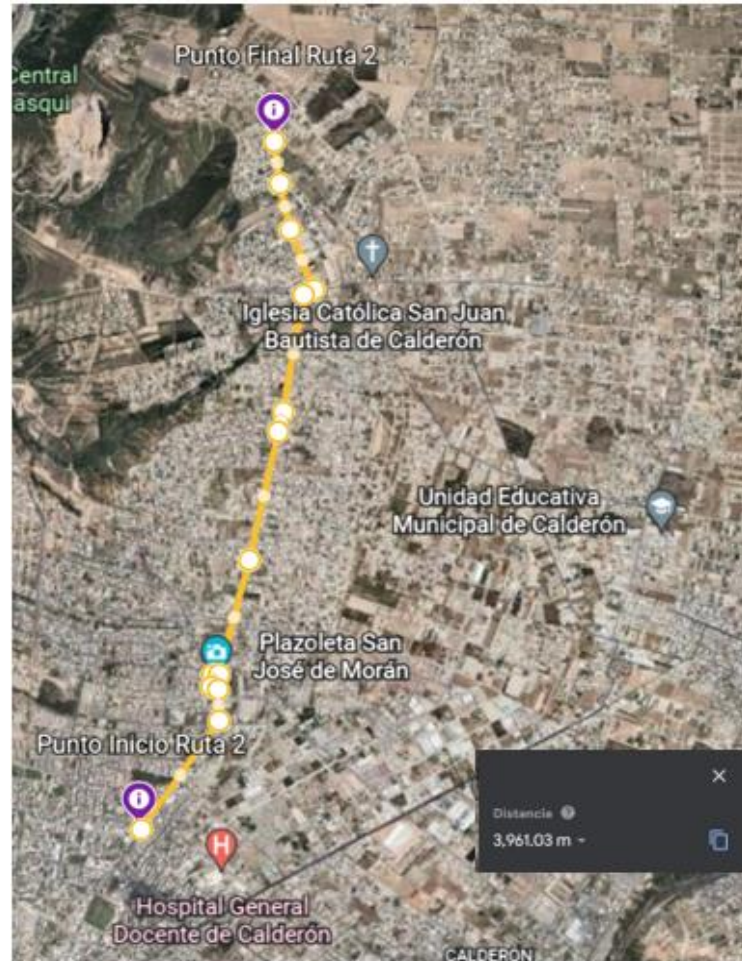 Punto Final Ruta 2
Central
asqui
Iglesia Católica San Juan
Bautista de Calderón
Unidad Educativa
Municipal de Calderón
Plazoleta San
José de Morán
Punto Inicio Ruta 2
Distancia
3,961.03 m
H
Hospital General
Docente de Calderón
CALDERON